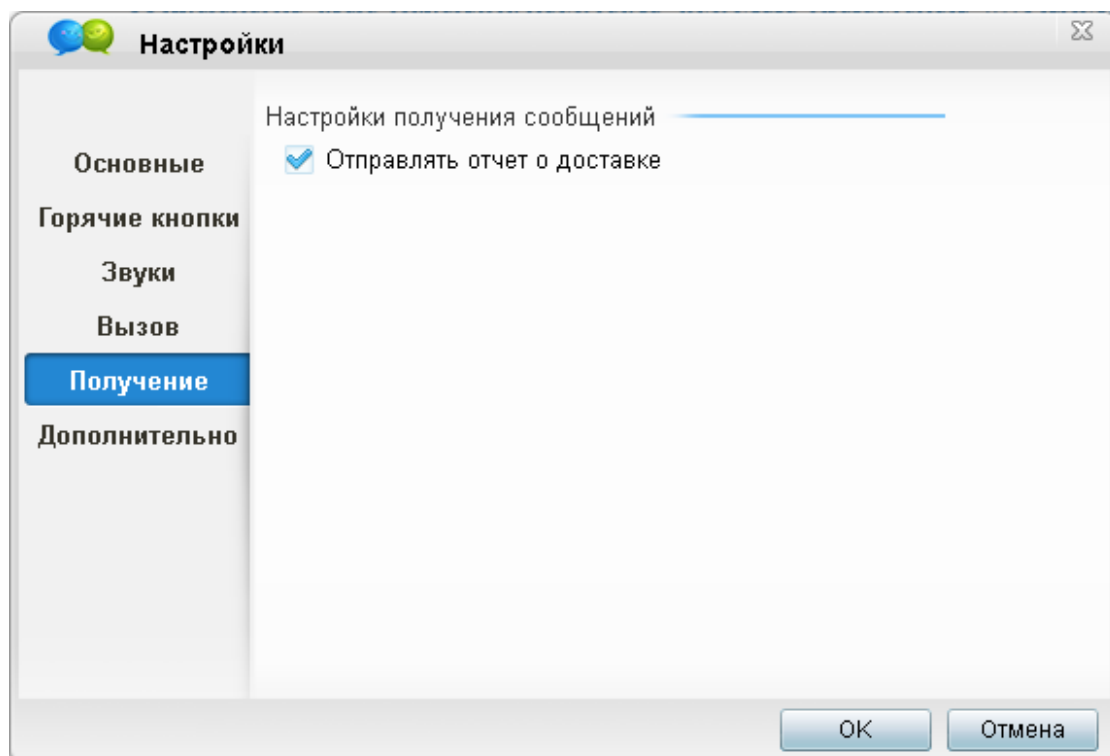 Настройки
Основные
Горячие кнопки
Звуки
Вызов
Получение
Дополнительно
Настройки получения сообщений
Отправлять отчет о доставке
OK
Отмена